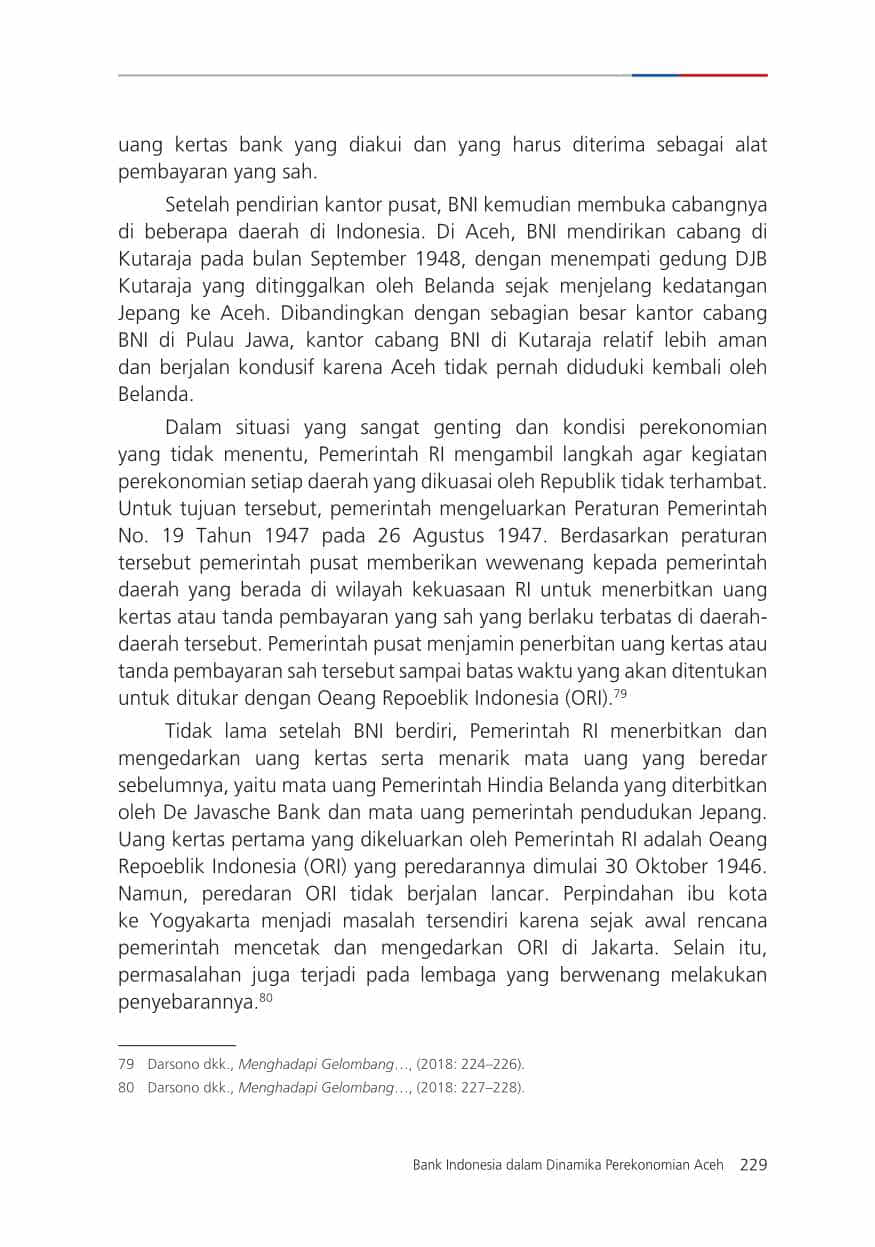 uang kertas bank yang diakui dan yang harus diterima sebagai alat
pembayaran yang sah.
Setelah pendirian kantor pusat, BNI kemudian membuka cabangnya
di beberapa daerah di Indonesia. Di Aceh, BNI mendirikan cabang di
Kutaraja pada bulan September 1948, dengan menempati gedung DJB
Kutaraja yang ditinggalkan oleh Belanda sejak menjelang kedatangan
Jepang ke Aceh. Dibandingkan dengan sebagian besar kantor cabang
BNI di Pulau Jawa, kantor cabang BNI di Kutaraja relatif lebih aman
dan berjalan kondusif karena Aceh tidak pernah diduduki kembali oleh
Belanda.
Dalam situasi yang sangat genting dan kondisi perekonomian
yang tidak menentu, Pemerintah RI mengambil langkah agar kegiatan
perekonomian setiap daerah yang dikuasai oleh Republik tidak terhambat.
Untuk tujuan tersebut, pemerintah mengeluarkan Peraturan Pemerintah
No. 19 Tahun 1947 pada 26 Agustus 1947. Berdasarkan peraturan
tersebut pemerintah pusat memberikan wewenang kepada pemerintah
daerah yang berada di wilayah kekuasaan RI untuk menerbitkan uang
kertas atau tanda pembayaran yang sah yang berlaku terbatas di daerah-
daerah tersebut. Pemerintah pusat menjamin penerbitan uang kertas atau
tanda pembayaran sah tersebut sampai batas waktu yang akan ditentukan
untuk ditukar dengan Oeang Repoeblik Indonesia (ORI).79
Tidak lama setelah BNI berdiri, Pemerintah RI menerbitkan dan
mengedarkan uang kertas serta menarik mata uang yang beredar
sebelumnya, yaitu mata uang Pemerintah Hindia Belanda yang diterbitkan
oleh De Javasche Bank dan mata uang pemerintah pendudukan Jepang.
Uang kertas pertama yang dikeluarkan oleh Pemerintah RI adalah Oeang
Repoeblik Indonesia (ORI) yang peredarannya dimulai 30 Oktober 1946.
Namun, peredaran ORI tidak berjalan lancar. Perpindahan ibu kota
ke Yogyakarta menjadi masalah tersendiri karena sejak awal rencana
pemerintah mencetak dan mengedarkan ORI di Jakarta. Selain itu,
permasalahan juga terjadi pada lembaga yang berwenang melakukan
penyebarannya.80
79 Darsono dkk., Menghadapi Gelombang…, (2018: 224–226).
80 Darsono dkk., Menghadapi Gelombang…, (2018: 227–228).
Bank Indonesia dalam Dinamika Perekonomian Aceh 229